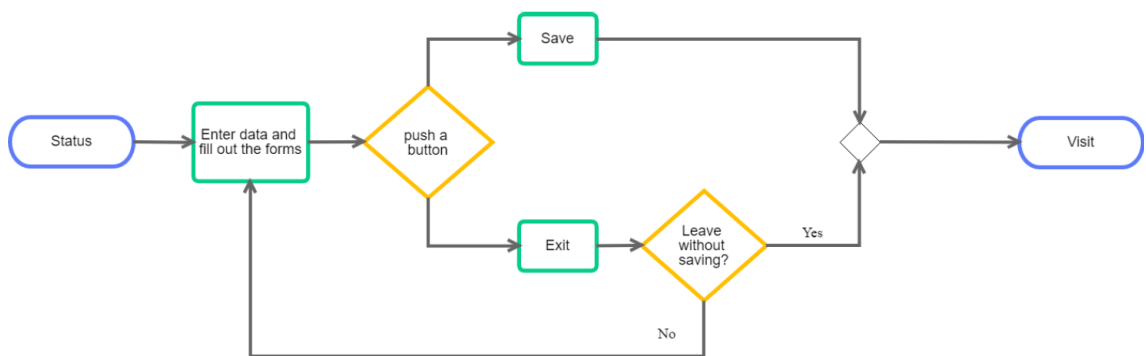 Status
Enter data and
fill out the forms
push a
button
Save
Exit
Leave
without
saving?
Yes
No
Visit